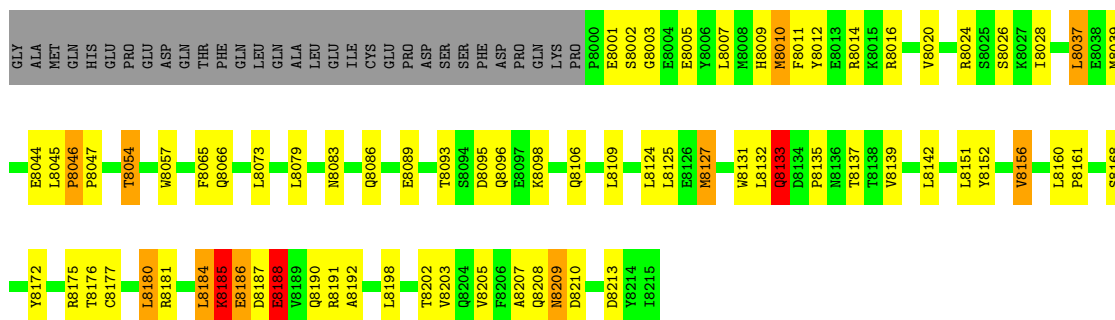 GLY ALA MET GLN HIS GLU PRO GLU ASP GLN THR PHE GLN LEU GLN ALA LEU GLU ILE CYS GLU PRO ASP SER SER PHE ASP PRO GLN LYS PRO P8000 E8001 S8002 G8003 E8004 E8005 Y8006 L8007 M8008 H8009 M8010 F8011 Y8012 E8013 R8014 K8015 R8016 V8020 R8024 S8025 S8026 K8027 I8028 L8037 E8038 M8039
E8044 L8045 P8046 P8047 T8054 W8057 F8065 Q8066 L8073 L8079 N8083 Q8086 E8089 T8093 S8094 D8095 Q8096 E8097 K8098 Q8106 L8109 L8124 L8125 E8126 M8127 W8131 L8132 Q8133 D8134 P8135 N8136 T8137 T8138 V8139 L8142 L8151 Y8152 V8156 L8160 P8161 S8168
Y8172 R8175 T8176 C8177 L8180 R8181 L8184 K8185 E8186 D8187 E8188 Y8189 Q8190 R8191 A8192 L8198 T8202 V8203 Q8204 V8205 F8206 A8207 Q8208 N8209 D8210 D8213 Y8214 I8215